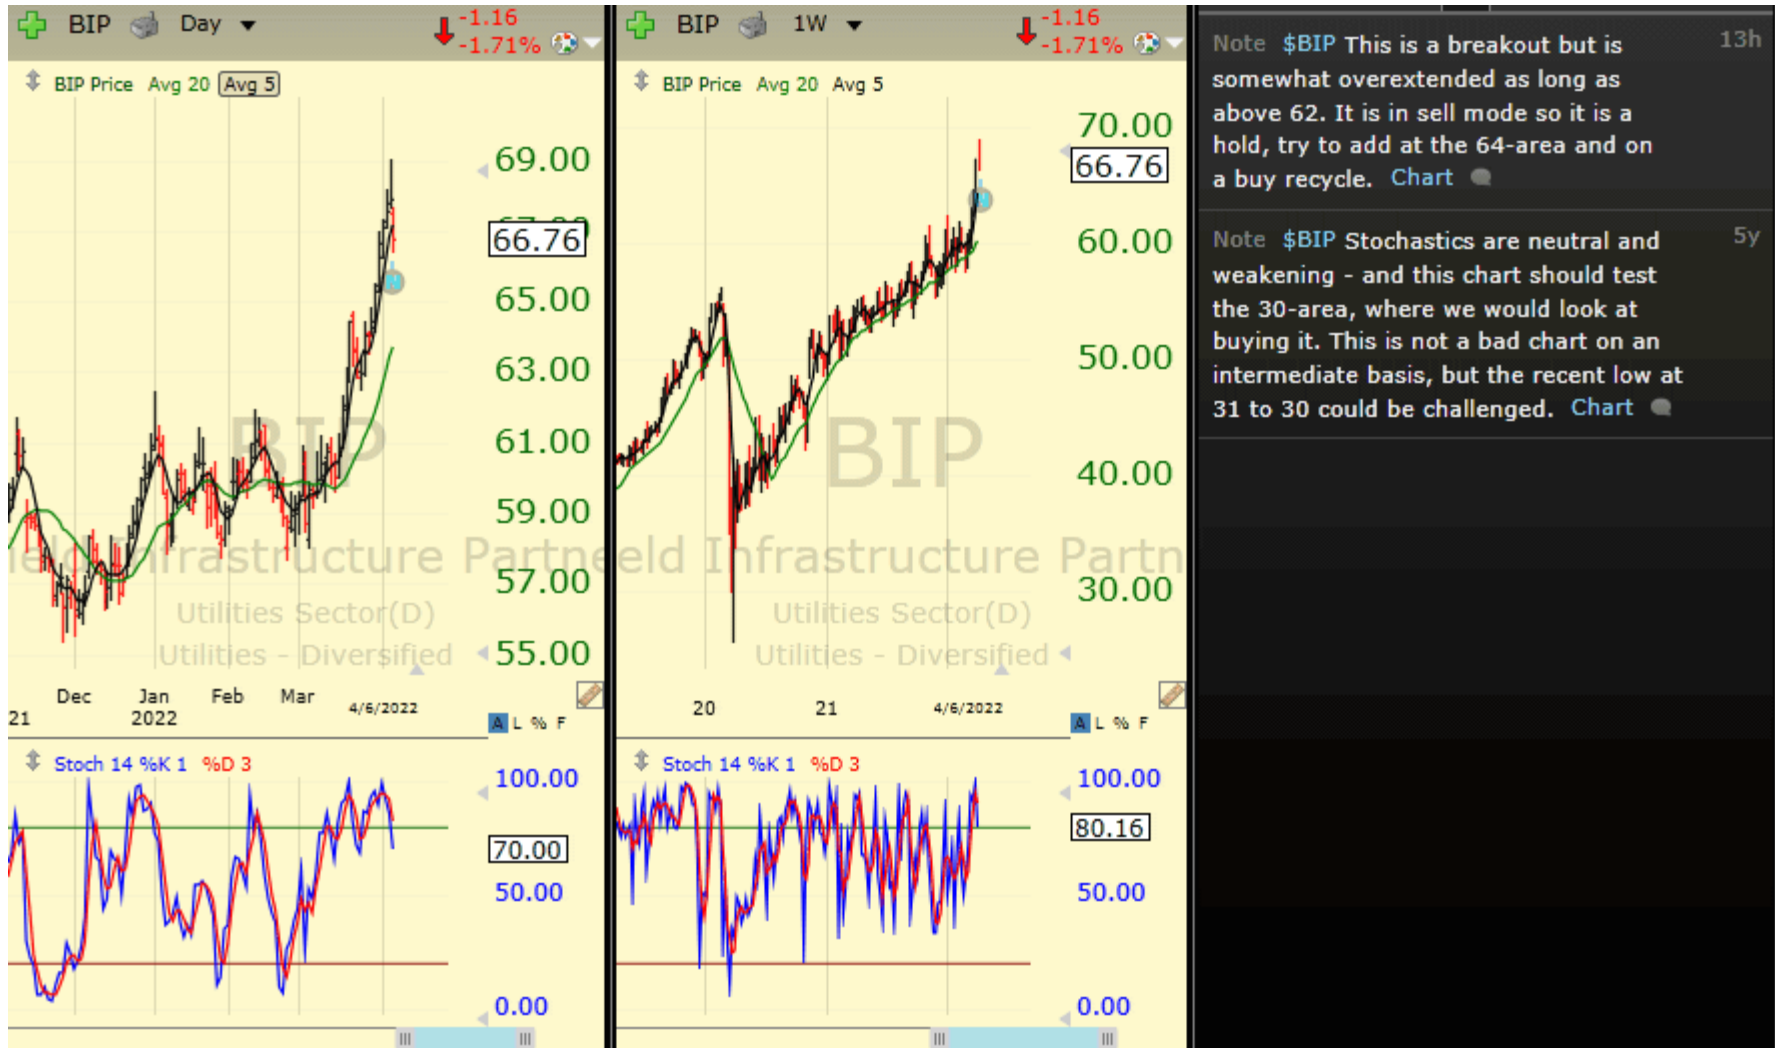 BIP Day
-1.16
-1.71%
BIP Price Avg 20 Avg 5
69.00
66.76
65.00
63.00
61.00
59.00
57.00
55.00
BIP
eld Infrastructure Partne
Utilities Sector(D)
Utilities - Diversified
21 Dec Jan 2022 Feb Mar 4/6/2022
A L % F
Stoch 14 %K 1 %D 3
100.00
70.00
50.00
0.00
BIP 1W
-1.16
-1.71%
BIP Price Avg 20 Avg 5
70.00
66.76
60.00
50.00
40.00
30.00
BIP
eld Infrastructure Partn
Utilities Sector(D)
Utilities - Diversified
20 21 4/6/2022
A L % F
Stoch 14 %K 1 %D 3
100.00
80.16
50.00
0.00
Note $BIP This is a breakout but is 13h
somewhat overextended as long as
above 62. It is in sell mode so it is a
hold, try to add at the 64-area and on
a buy recycle. Chart
Note $BIP Stochastics are neutral and 5y
weakening - and this chart should test
the 30-area, where we would look at
buying it. This is not a bad chart on an
intermediate basis, but the recent low at
31 to 30 could be challenged. Chart